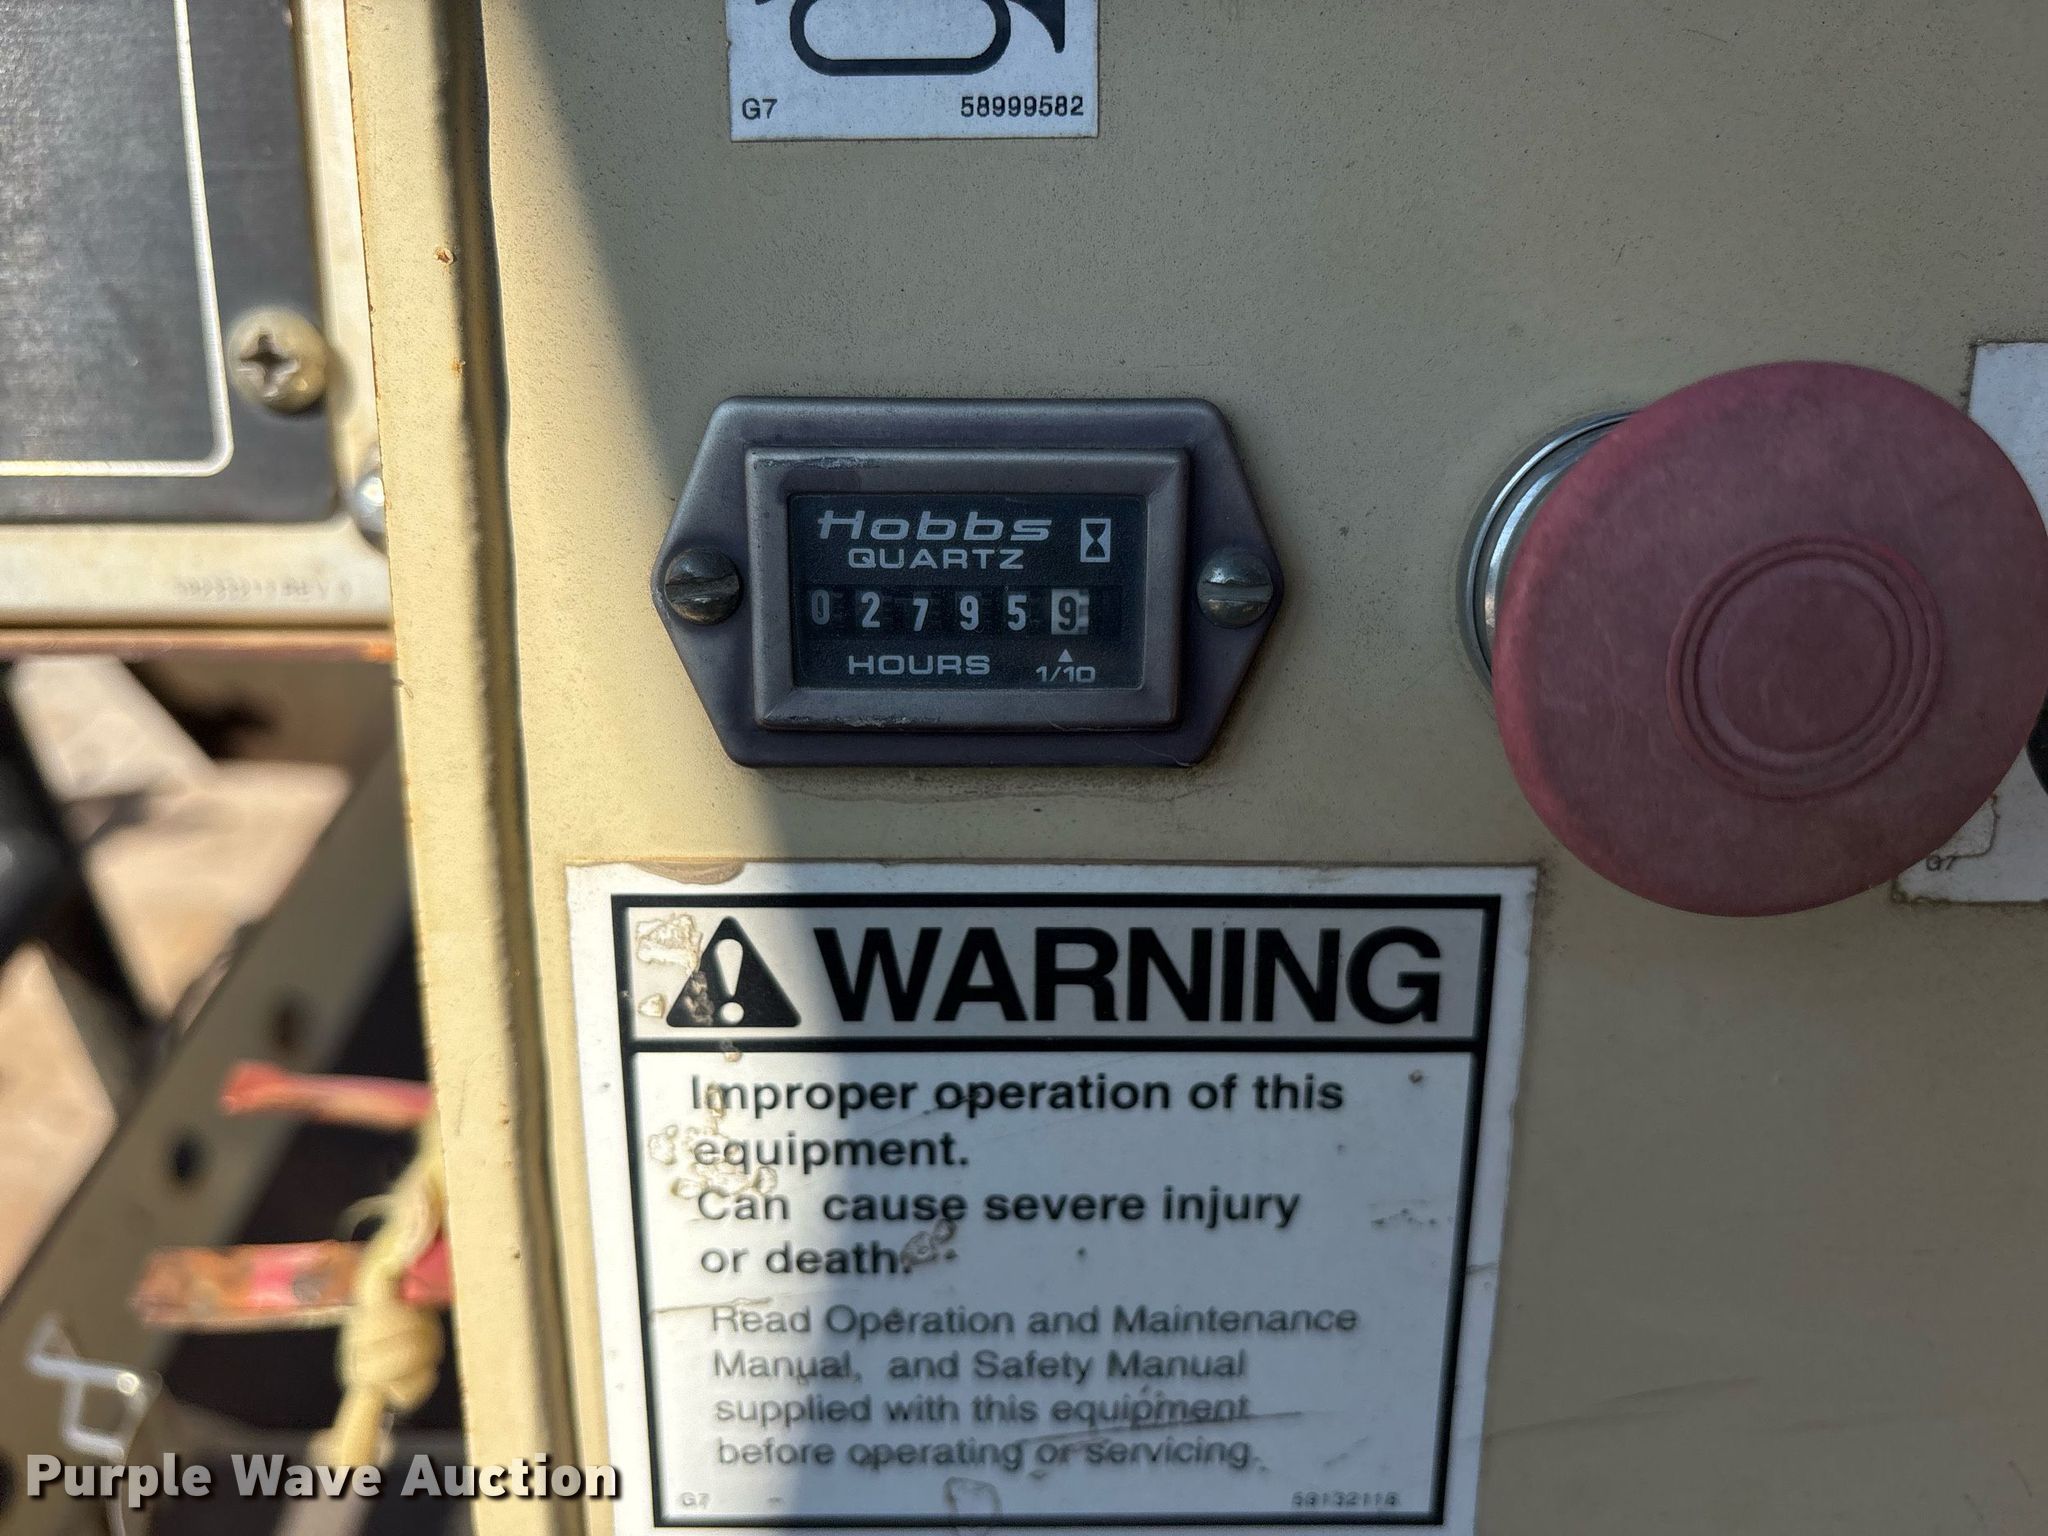 G7 58999582
Hobbs
QUARTZ
027959
HOURS 1/10
G7
WARNING
Improper operation of this
equipment.
Can cause severe injury
or death.
Read Operation and Maintenance
Manual, and Safety Manual
supplied with this equipment
before operating or servicing.
G7 59132116
Purple Wave Auction